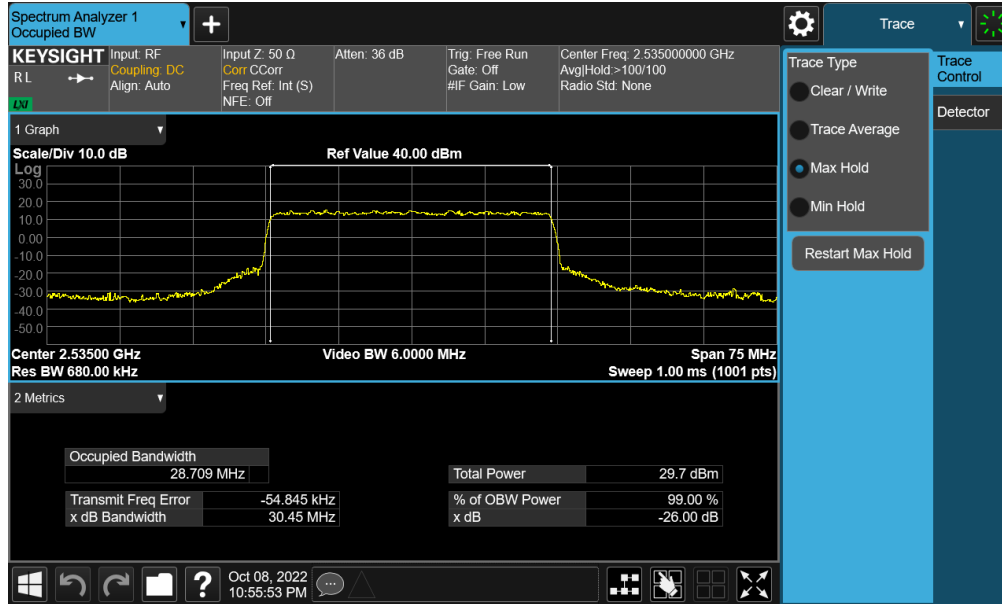 Spectrum Analyzer 1
Occupied BW
Trace
KEYSIGHT
R L
LXI
Input: RF
Coupling: DC
Align: Auto
Input Z: 50 Ω
Corr CCorr
Freq Ref: Int (S)
NFE: Off
Atten: 36 dB
Trig: Free Run
Gate: Off
#IF Gain: Low
Center Freq: 2.535000000 GHz
Avg|Hold:>100/100
Radio Std: None
Trace Type
Clear / Write
Trace Average
Max Hold
Min Hold
Restart Max Hold
Trace
Control
Detector
1 Graph
Scale/Div 10.0 dB
Ref Value 40.00 dBm
Log
30.0
20.0
10.0
0.00
-10.0
-20.0
-30.0
-40.0
-50.0
Center 2.53500 GHz
Video BW 6.0000 MHz
Span 75 MHz
Res BW 680.00 kHz
Sweep 1.00 ms (1001 pts)
2 Metrics
Occupied Bandwidth
28.709 MHz
Total Power 29.7 dBm
Transmit Freq Error -54.845 kHz
% of OBW Power 99.00 %
x dB Bandwidth 30.45 MHz
x dB -26.00 dB
?
Oct 08, 2022
10:55:53 PM